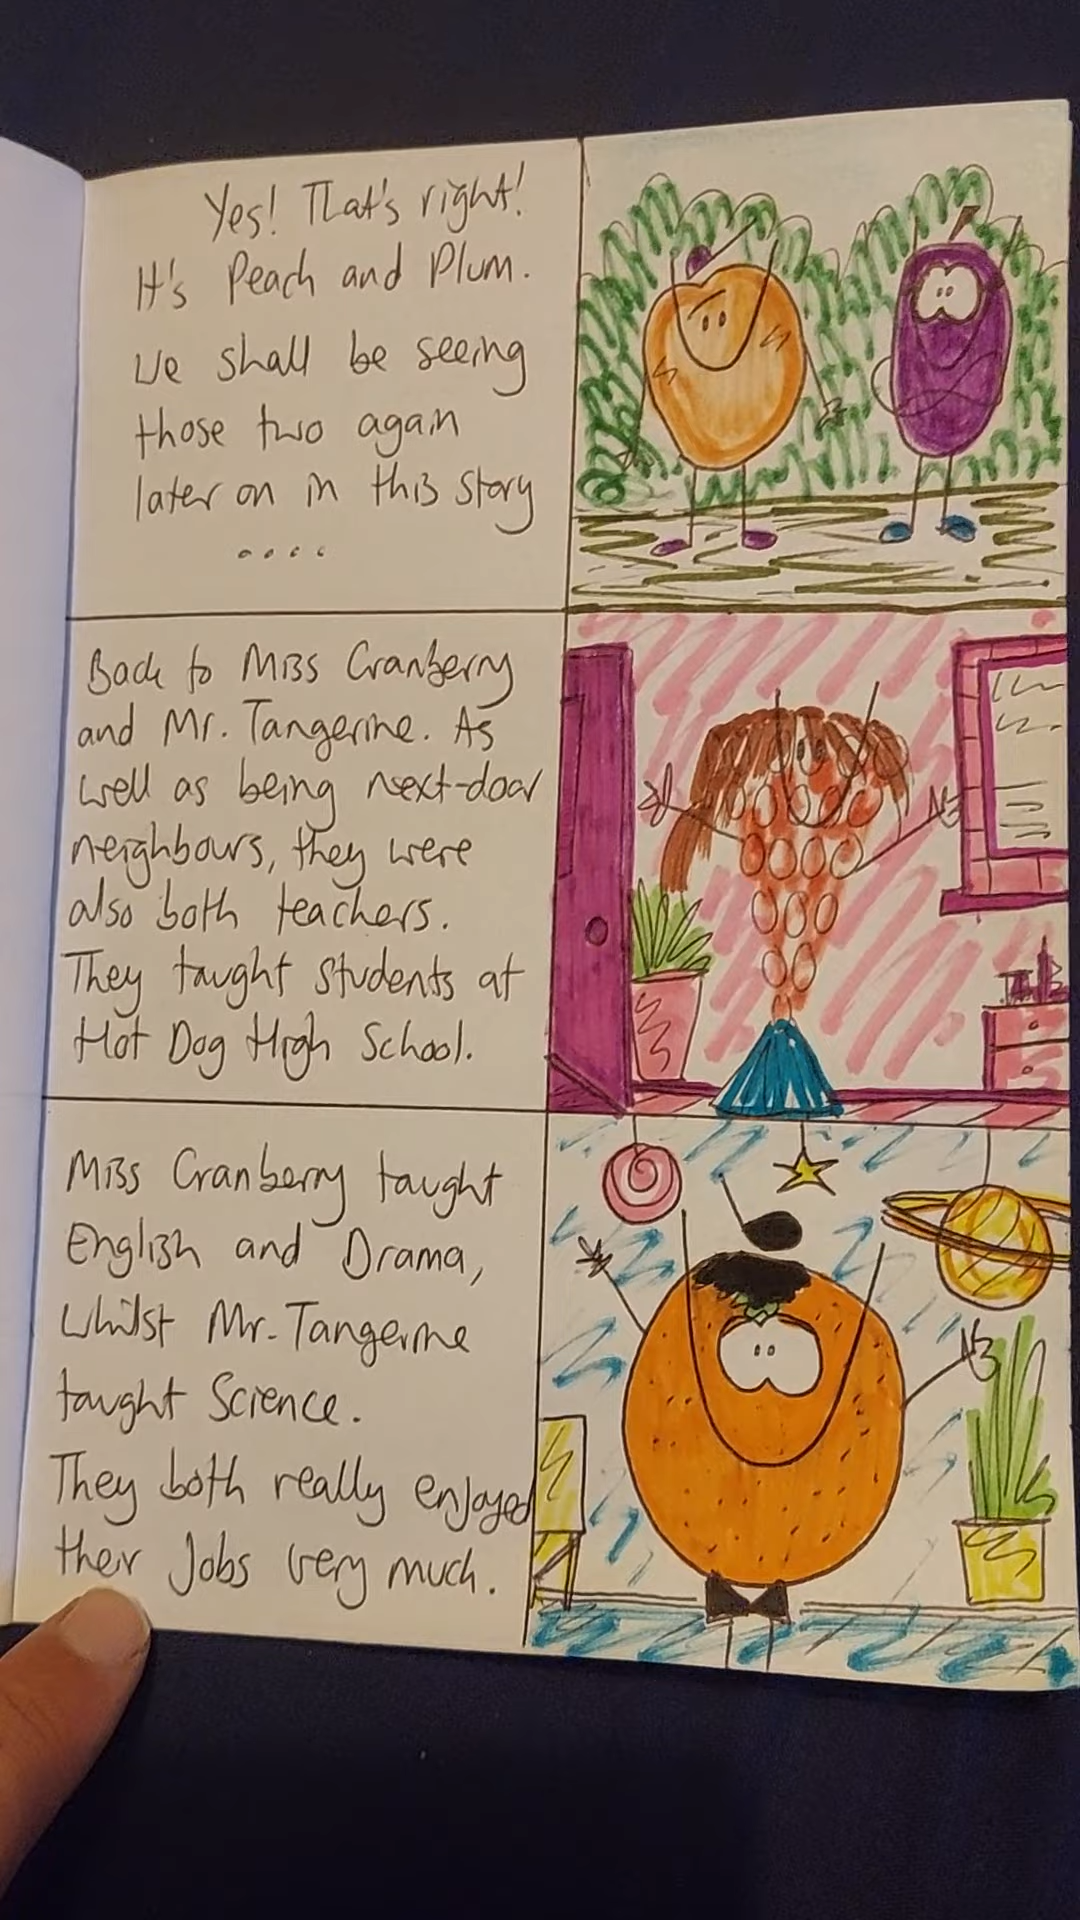 Yes! That's right!
It's Peach and Plum.
We shall be seeing
those two again
later on in this story
....
Back to Miss Cranberry
and Mr. Tangerine. As
well as being next-door
neighbours, they were
also both teachers.
They taught students at
Hot Dog High School.
Miss Cranberry taught
English and Drama,
whilst Mr. Tangerine
taught Science.
They both really enjoyed
their jobs very much.